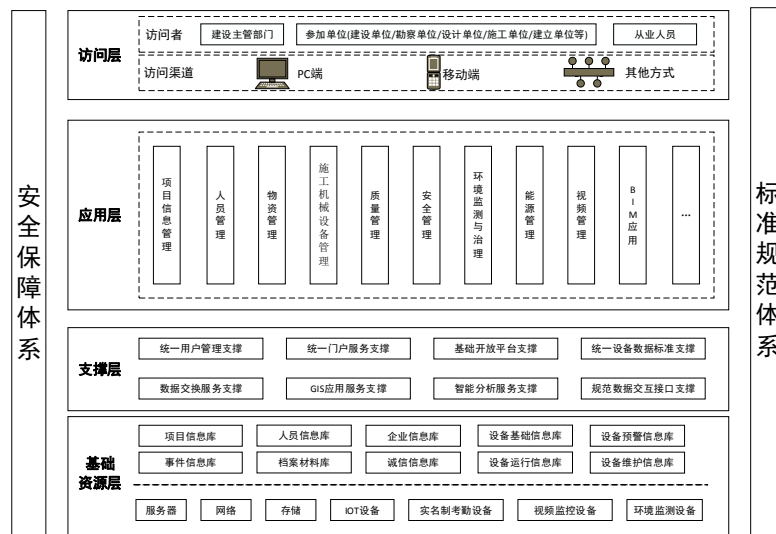 安全保障体系
访问层
访问者
建设主管部门
参加单位(建设单位/勘察单位/设计单位/施工单位/建立单位等)
从业人员
访问渠道
PC端
移动端
其他方式
应用层
项目信息管理
人员管理
物资管理
施工机械设备管理
质量管理
安全管理
环境监测与治理
能源管理
视频管理
BIM应用
...
支撑层
统一用户管理支撑
统一门户服务支撑
基础开放平台支撑
统一设备数据标准支撑
数据交换服务支撑
GIS应用服务支撑
智能分析服务支撑
规范数据交互接口支撑
基础
资源层
项目信息库
人员信息库
企业信息库
设备基础信息库
设备预警信息库
事件信息库
档案材料库
诚信信息库
设备运行信息库
设备维护信息库
服务器
网络
存储
IOT设备
实名制考勤设备
视频监控设备
环境监测设备
标准规范体系